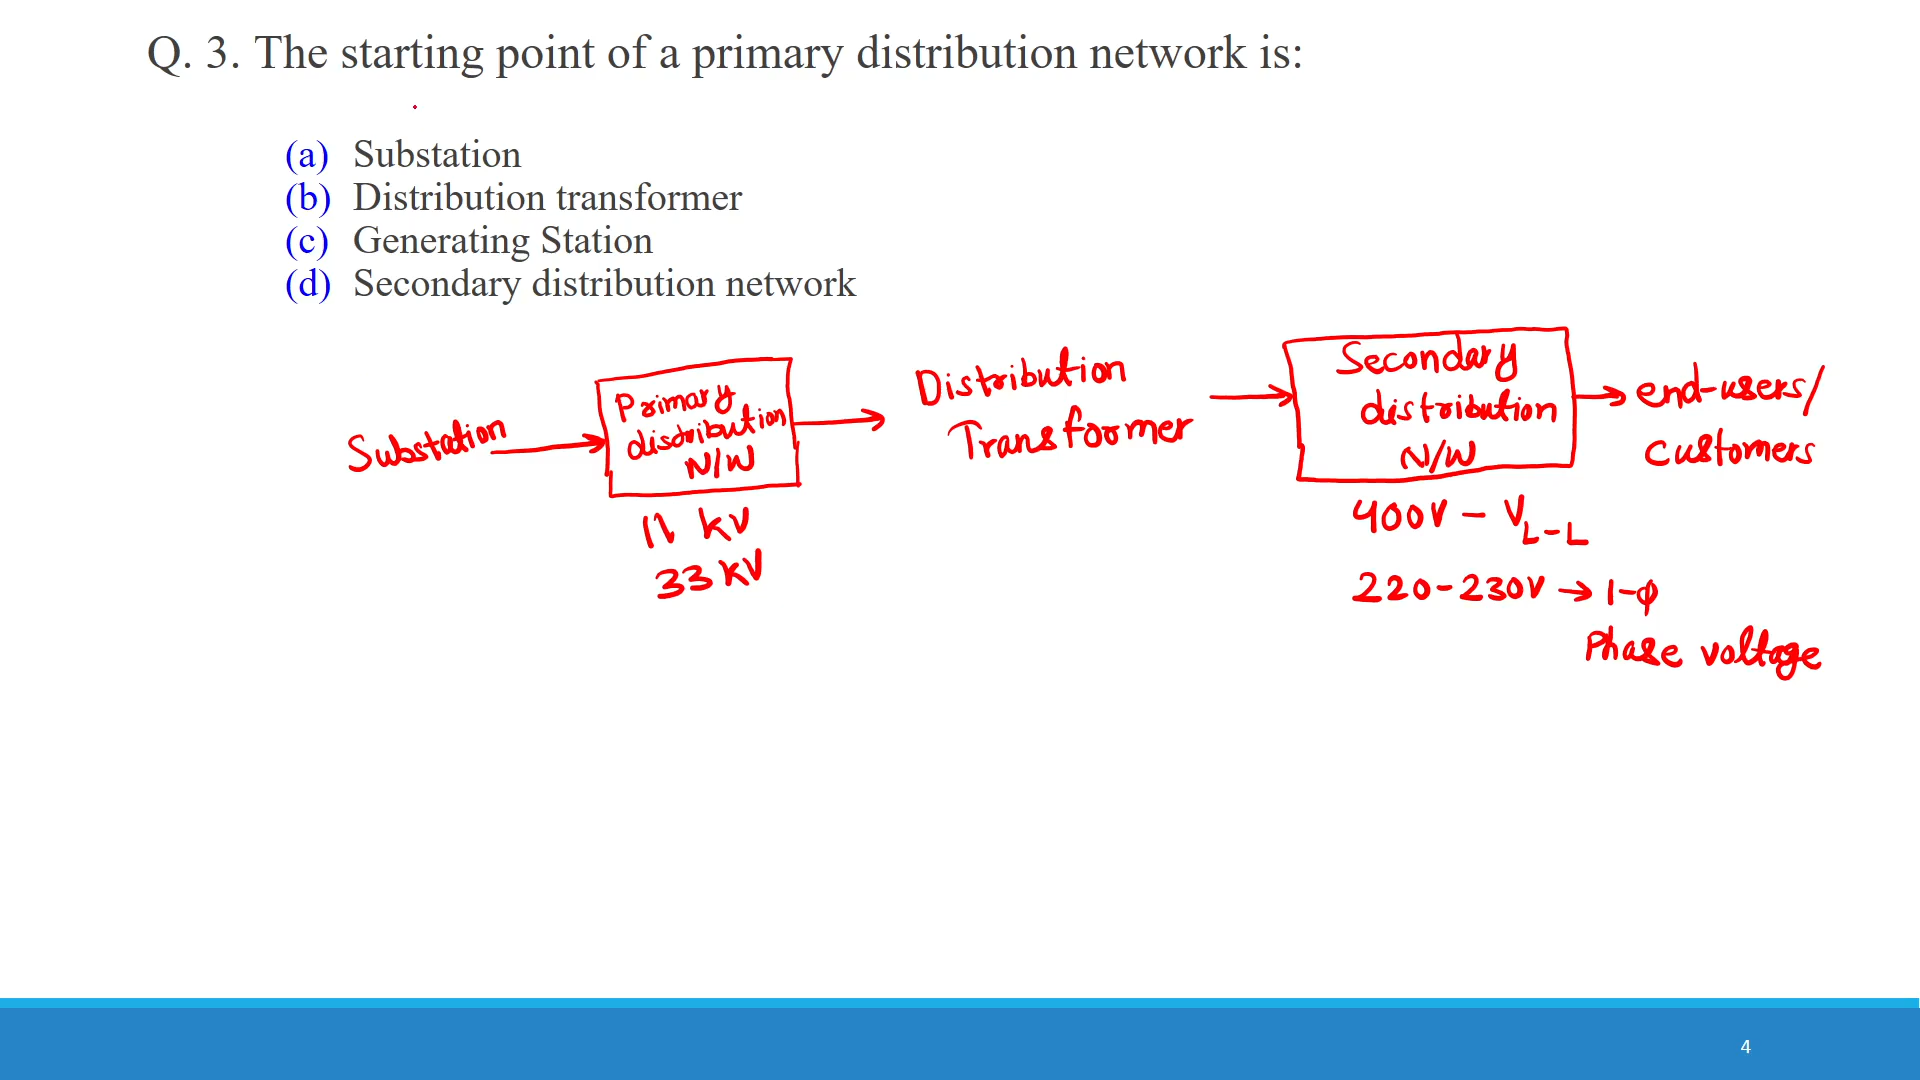 Q. 3. The starting point of a primary distribution network is:
(a) Substation
(b) Distribution transformer
(c) Generating Station
(d) Secondary distribution network
Substation
Primary
distribution
N/W
11 kV
33 kV
Distribution
Transformer
Secondary
distribution
N/W
end-users/
customers
400V - V_{L-L}
220-230V → 1-ϕ
Phase voltage
4